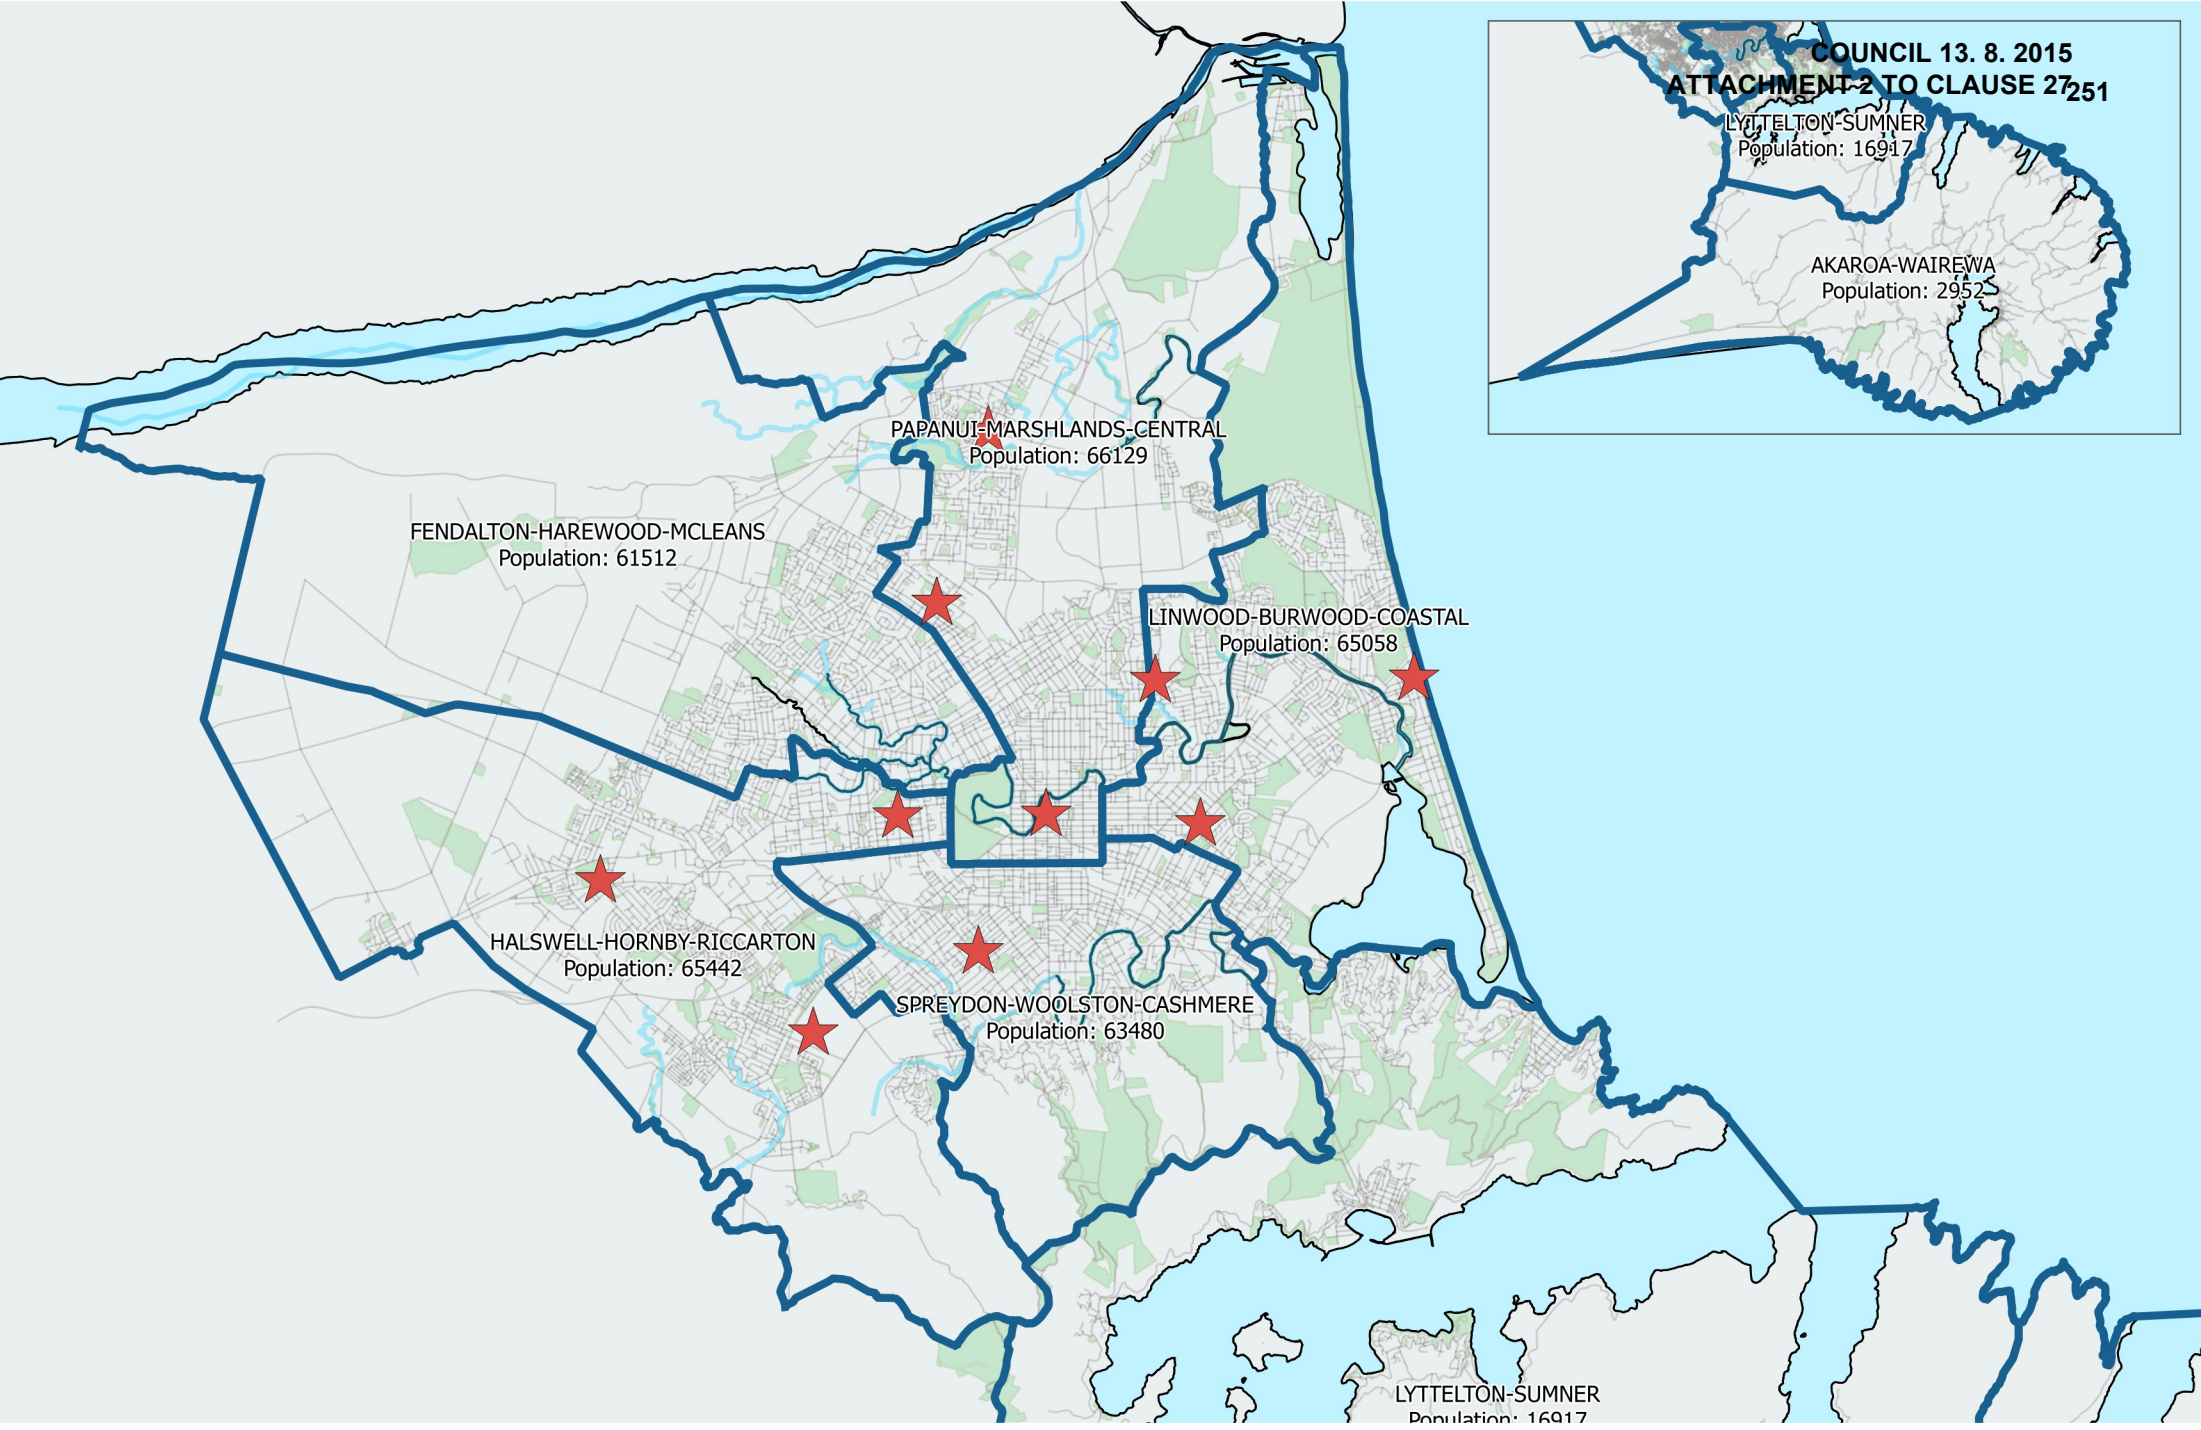 COUNCIL 13. 8. 2015
ATTACHMENT 2 TO CLAUSE 27
251
LYTTELTON-SUMNER
Population: 16917
AKAROA-WAIREWA
Population: 2952
PAPANUI-MARSHLANDS-CENTRAL
Population: 66129
FENDALTON-HAREWOOD-MCLEANS
Population: 61512
LINWOOD-BURWOOD-COASTAL
Population: 65058
HALSWELL-HORNBY-RICCARTON
Population: 65442
SPREYDON-WOOLSTON-CASHMERE
Population: 63480
LYTTELTON-SUMNER
Population: 16917